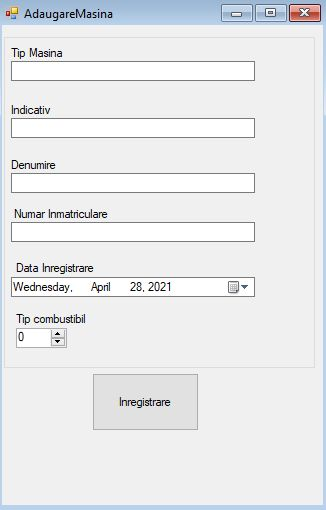 AdaugareMasina
Tip Masina
Indicativ
Denumire
Numar Inmatriculare
Data Inregistrare
Wednesday, April 28, 2021
Tip combustibil
0
Inregistrare